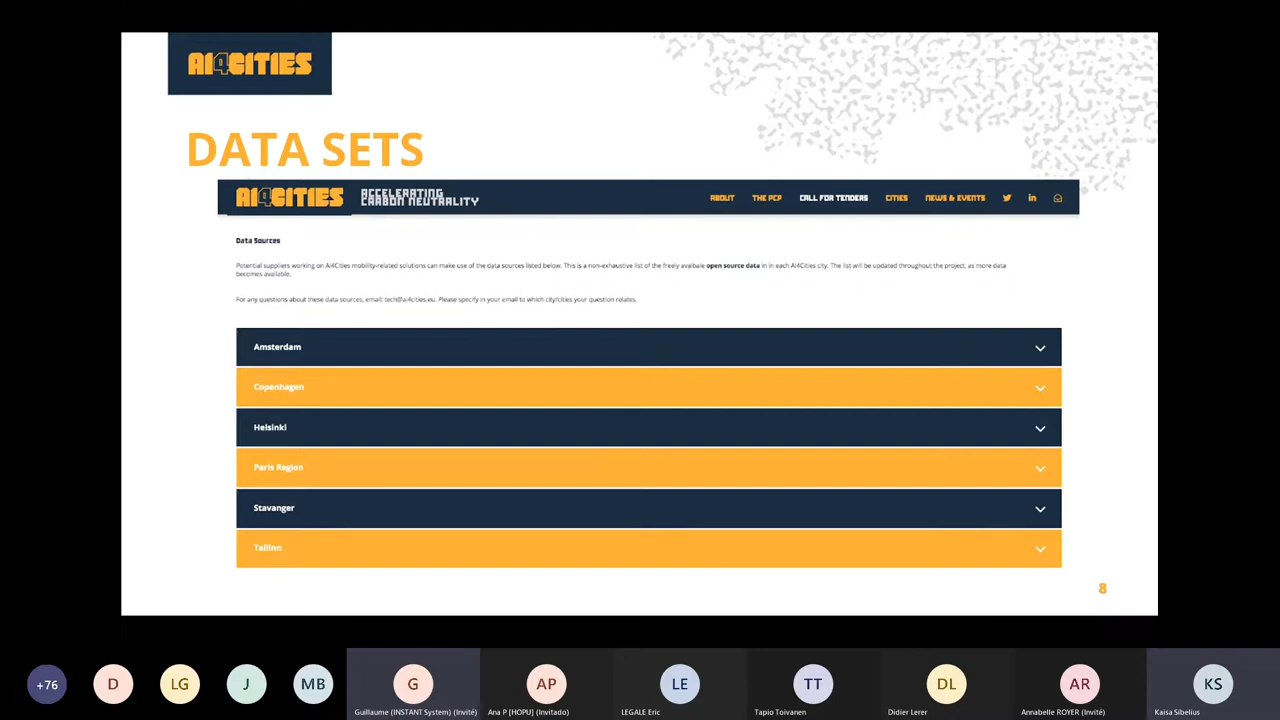 AI4CITIES
DATA SETS
AI4CITIES ACCELERATING CARBON NEUTRALITY ABOUT THE PCP CALL FOR TENDERS CITIES NEWS & EVENTS
Data Sources
Potential suppliers working on AI4Cities mobility-related solutions can make use of the data sources listed below. This is a non-exhaustive list of the freely avaibale open source data in in each AI4Cities city. The list will be updated throughout the project, as more data
becomes available.
For any questions about these data sources, email: tech@ai4cities.eu. Please specify in your email to which city/cities your question relates.
Amsterdam
Copenhagen
Helsinki
Paris Region
Stavanger
Tallinn
8
+76 D LG J MB G AP LE TT DL AR KS
Guillaume (INSTANT System) (Invité) Ana P [HOPU] (Invitado) LEGALE Eric Tapio Toivanen Didier Lerer Annabelle ROYER (Invité) Kaisa Sibelius